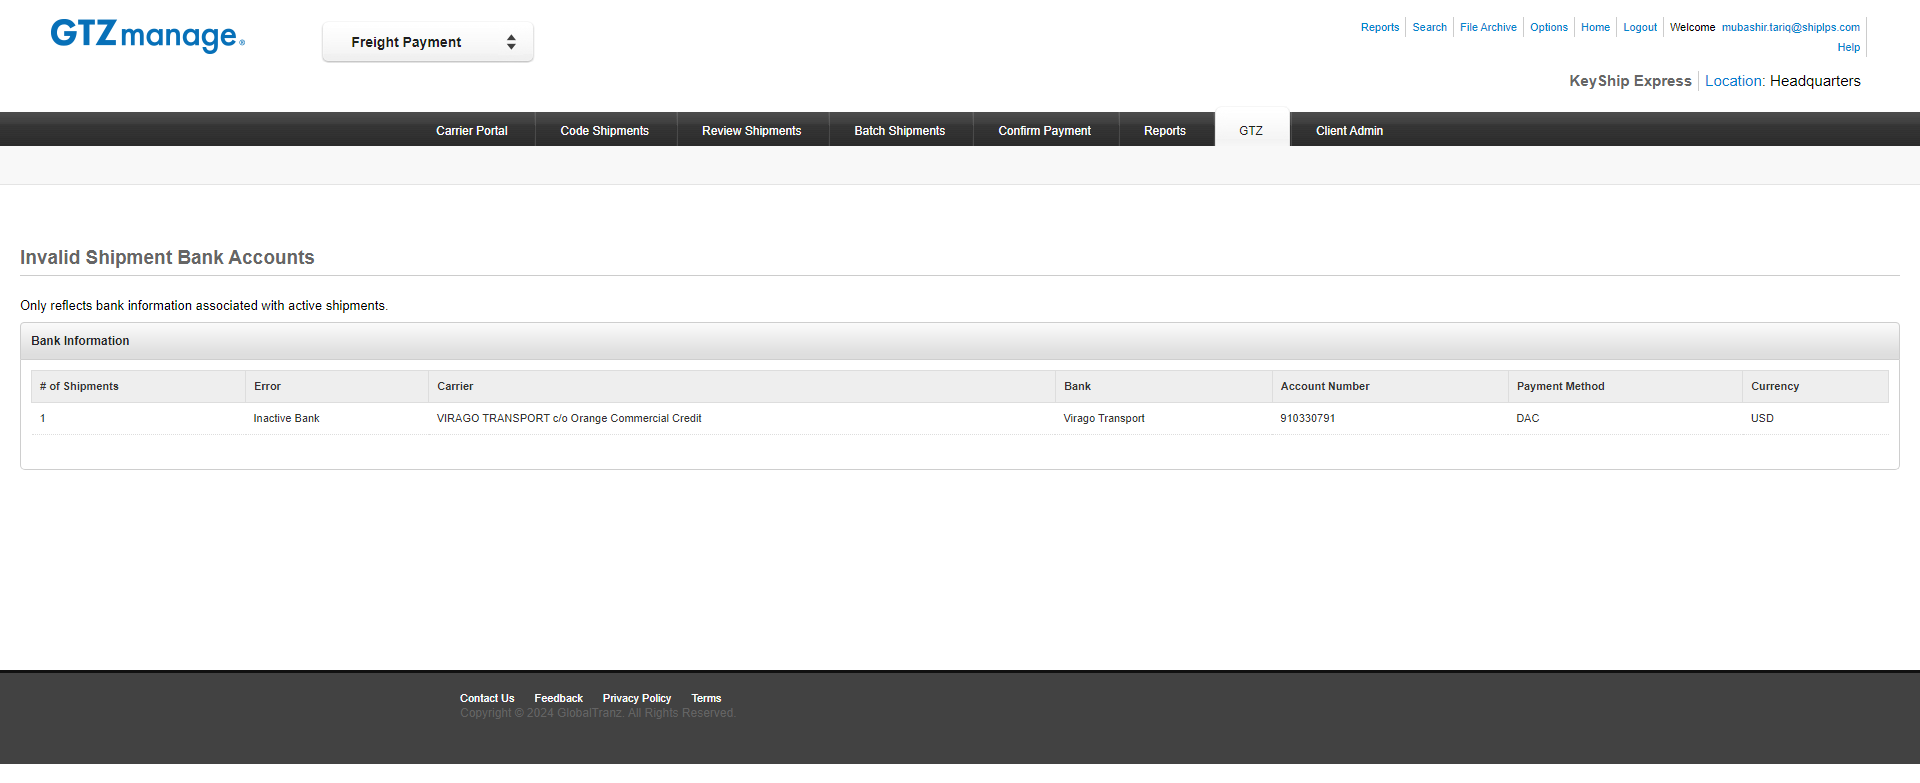 GTZmanage®
Freight Payment
Reports Search File Archive Options Home Logout Welcome mubashir.tariq@shiplps.com
Help
KeyShip Express Location: Headquarters
Carrier Portal Code Shipments Review Shipments Batch Shipments Confirm Payment Reports GTZ Client Admin
Invalid Shipment Bank Accounts
Only reflects bank information associated with active shipments.
Bank Information
# of Shipments Error Carrier Bank Account Number Payment Method Currency
1 Inactive Bank VIRAGO TRANSPORT c/o Orange Commercial Credit Virago Transport 910330791 DAC USD
Contact Us Feedback Privacy Policy Terms
Copyright © 2024 GlobalTranz. All Rights Reserved.